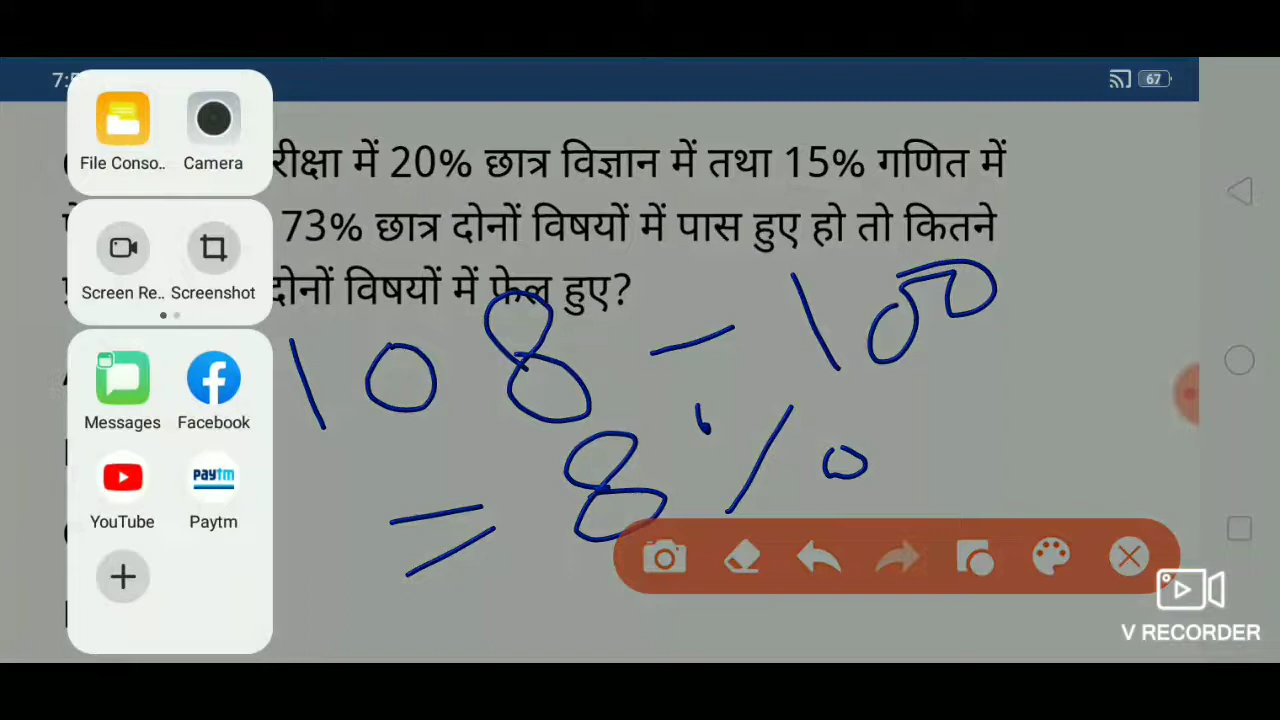 7:
67
File Conso..
Camera
Screen Re..
Screenshot
Messages
Facebook
YouTube
paytm
Paytm
में 20% छात्र विज्ञान में तथा 15% गणित में
73% छात्र दोनों विषयों में पास हुए हो तो कितने
दोनों विषयों में फेल हुए?
108 - 100
= 8%
V RECORDER